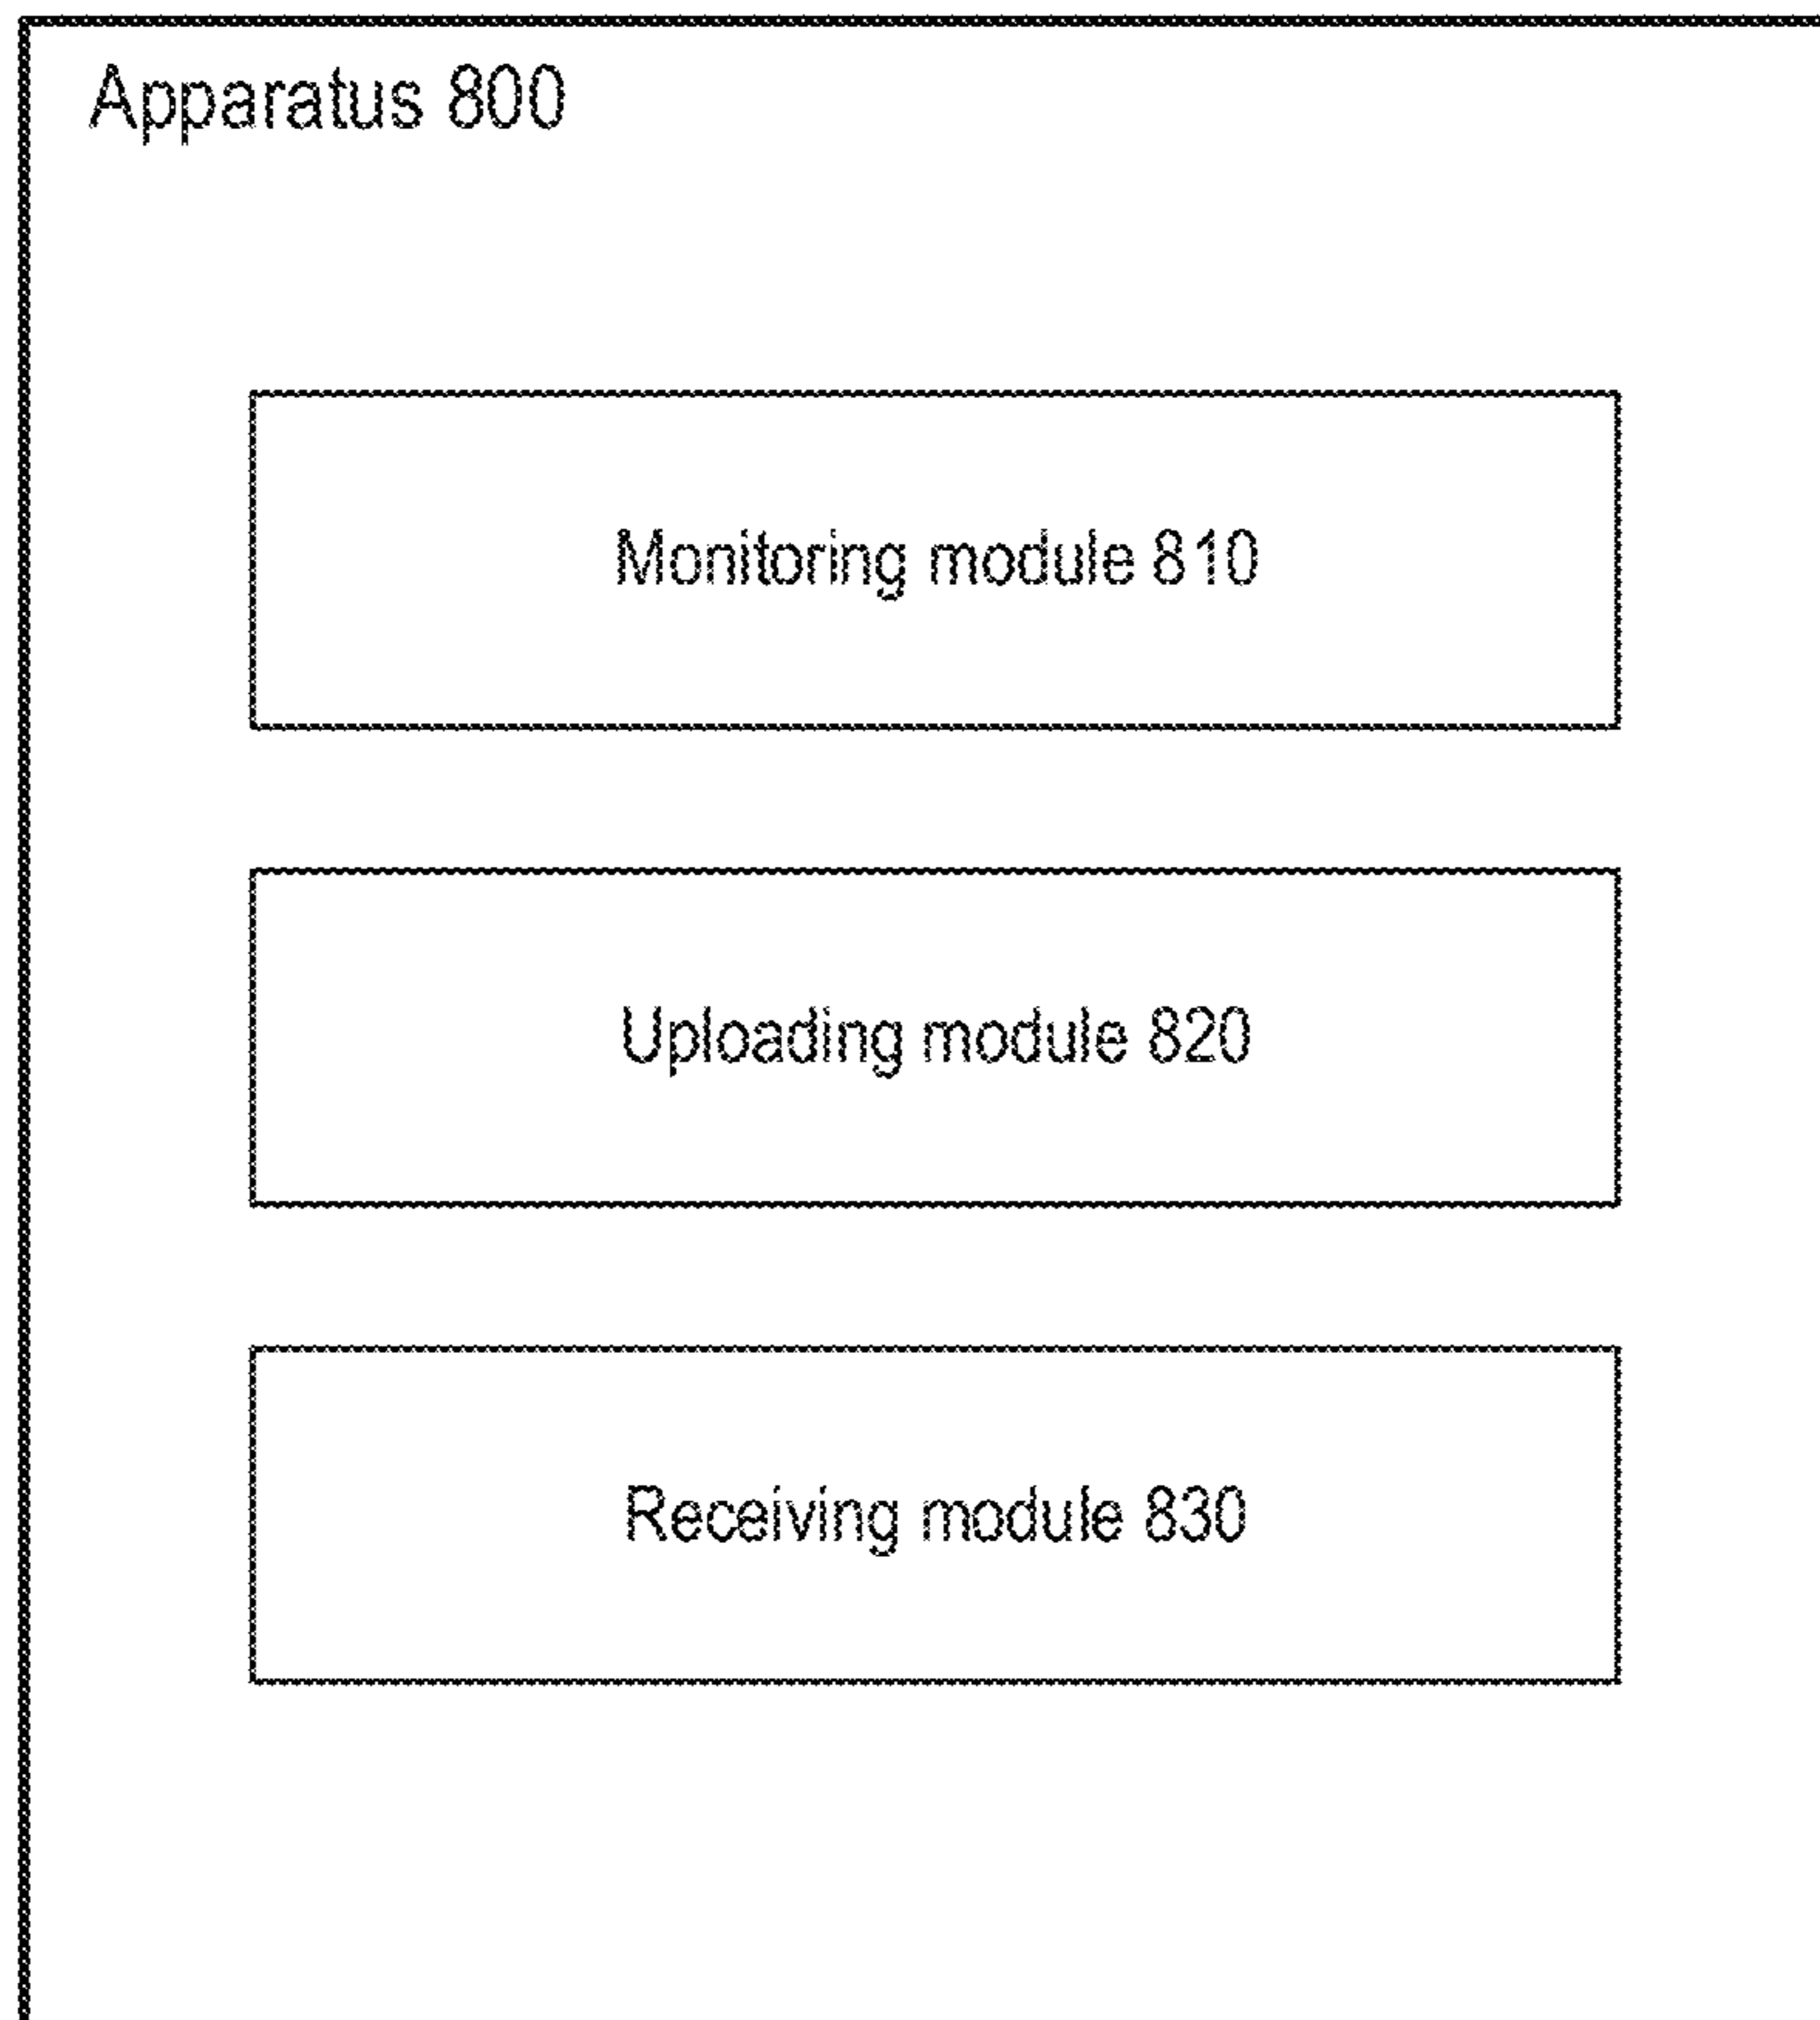 Apparatus 800
Monitoring module 810
Uploading module 820
Receiving module 830